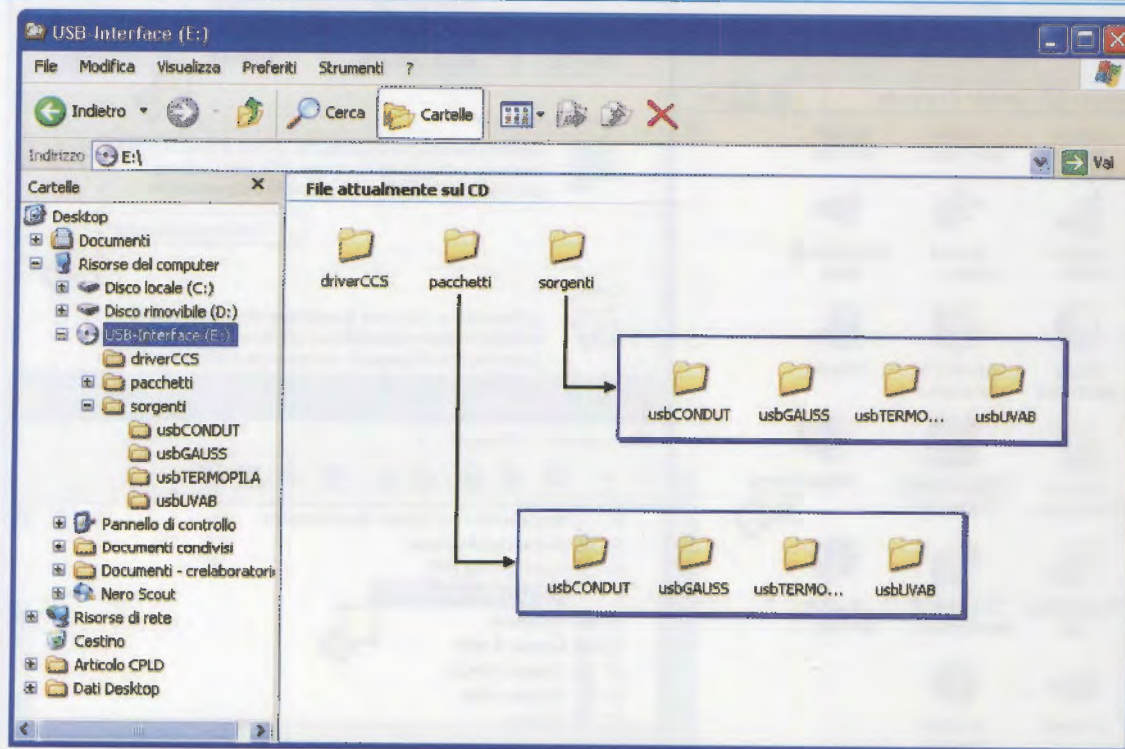 USB-Interface (E:)
File Modifica Visualizza Preferiti Strumenti ?
Indietro Cerca Cartelle
Indirizzo E:\ Vai
Cartelle
Desktop
Documenti
Risorse del computer
Disco locale (C:)
Disco rimovibile (D:)
USB-Interface (E:)
driverCCS
pacchetti
sorgenti
usbCONDUT
usbGAUSS
usbTERMOPILA
usbUVAB
Pannello di controllo
Documenti condivisi
Documenti - crelaboratorio
Nero Scout
Risorse di rete
Cestino
Articolo CPLD
Dati Desktop
File attualmente sul CD
driverCCS pacchetti sorgenti
usbCONDUT usbGAUSS usbTERMO... usbUVAB
usbCONDUT usbGAUSS usbTERMO... usbUVAB